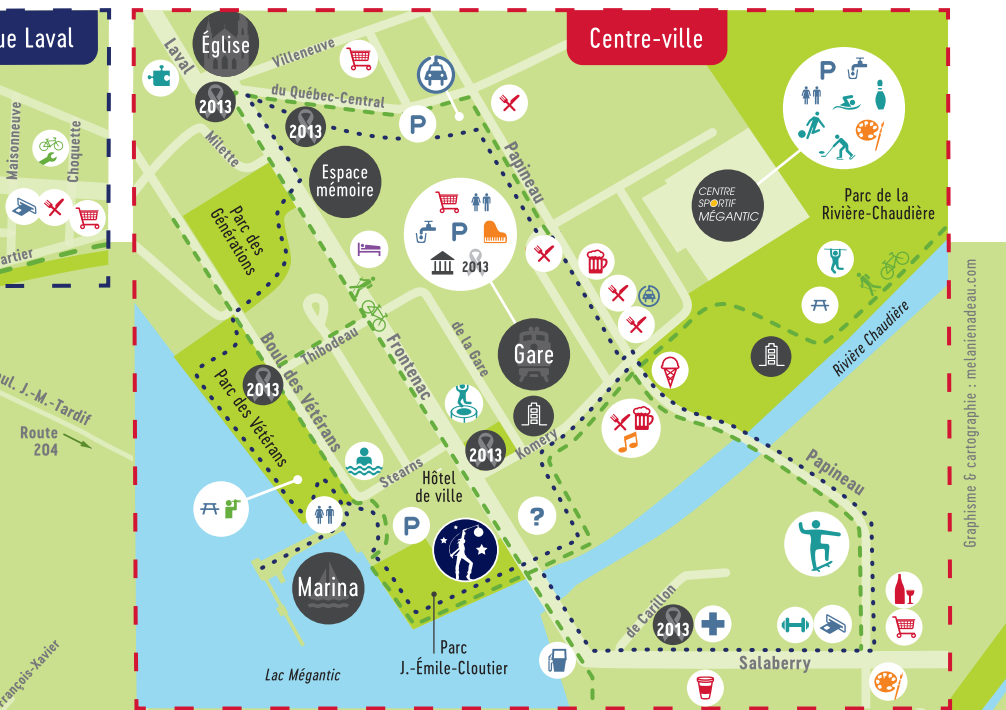 ue Laval
Centre-ville
Église
Laval
Villeneuve
du Québec-Central
2013
2013
P
Milette
Papineau
Espace
mémoire
P
CENTRE
SPORTIF
MÉGANTIC
Parc de la
Rivière-Chaudière
Maisonneuve
Choquette
artier
Parc des
Générations
P
2013
Gare
Boul. des Vétérans
Thibodeau
Frontenac
de la Gare
Rivière Chaudière
2013
Parc des Vétérans
oul. J.-M.-Tardif
Route
204
2013
Komery
Stearns
Hôtel
de ville
P
?
Papineau
Marina
de Carillon
2013
Parc
J.-Émile-Cloutier
Lac Mégantic
Salaberry
François-Xavier
Graphisme & cartographie : melanienadeau.com